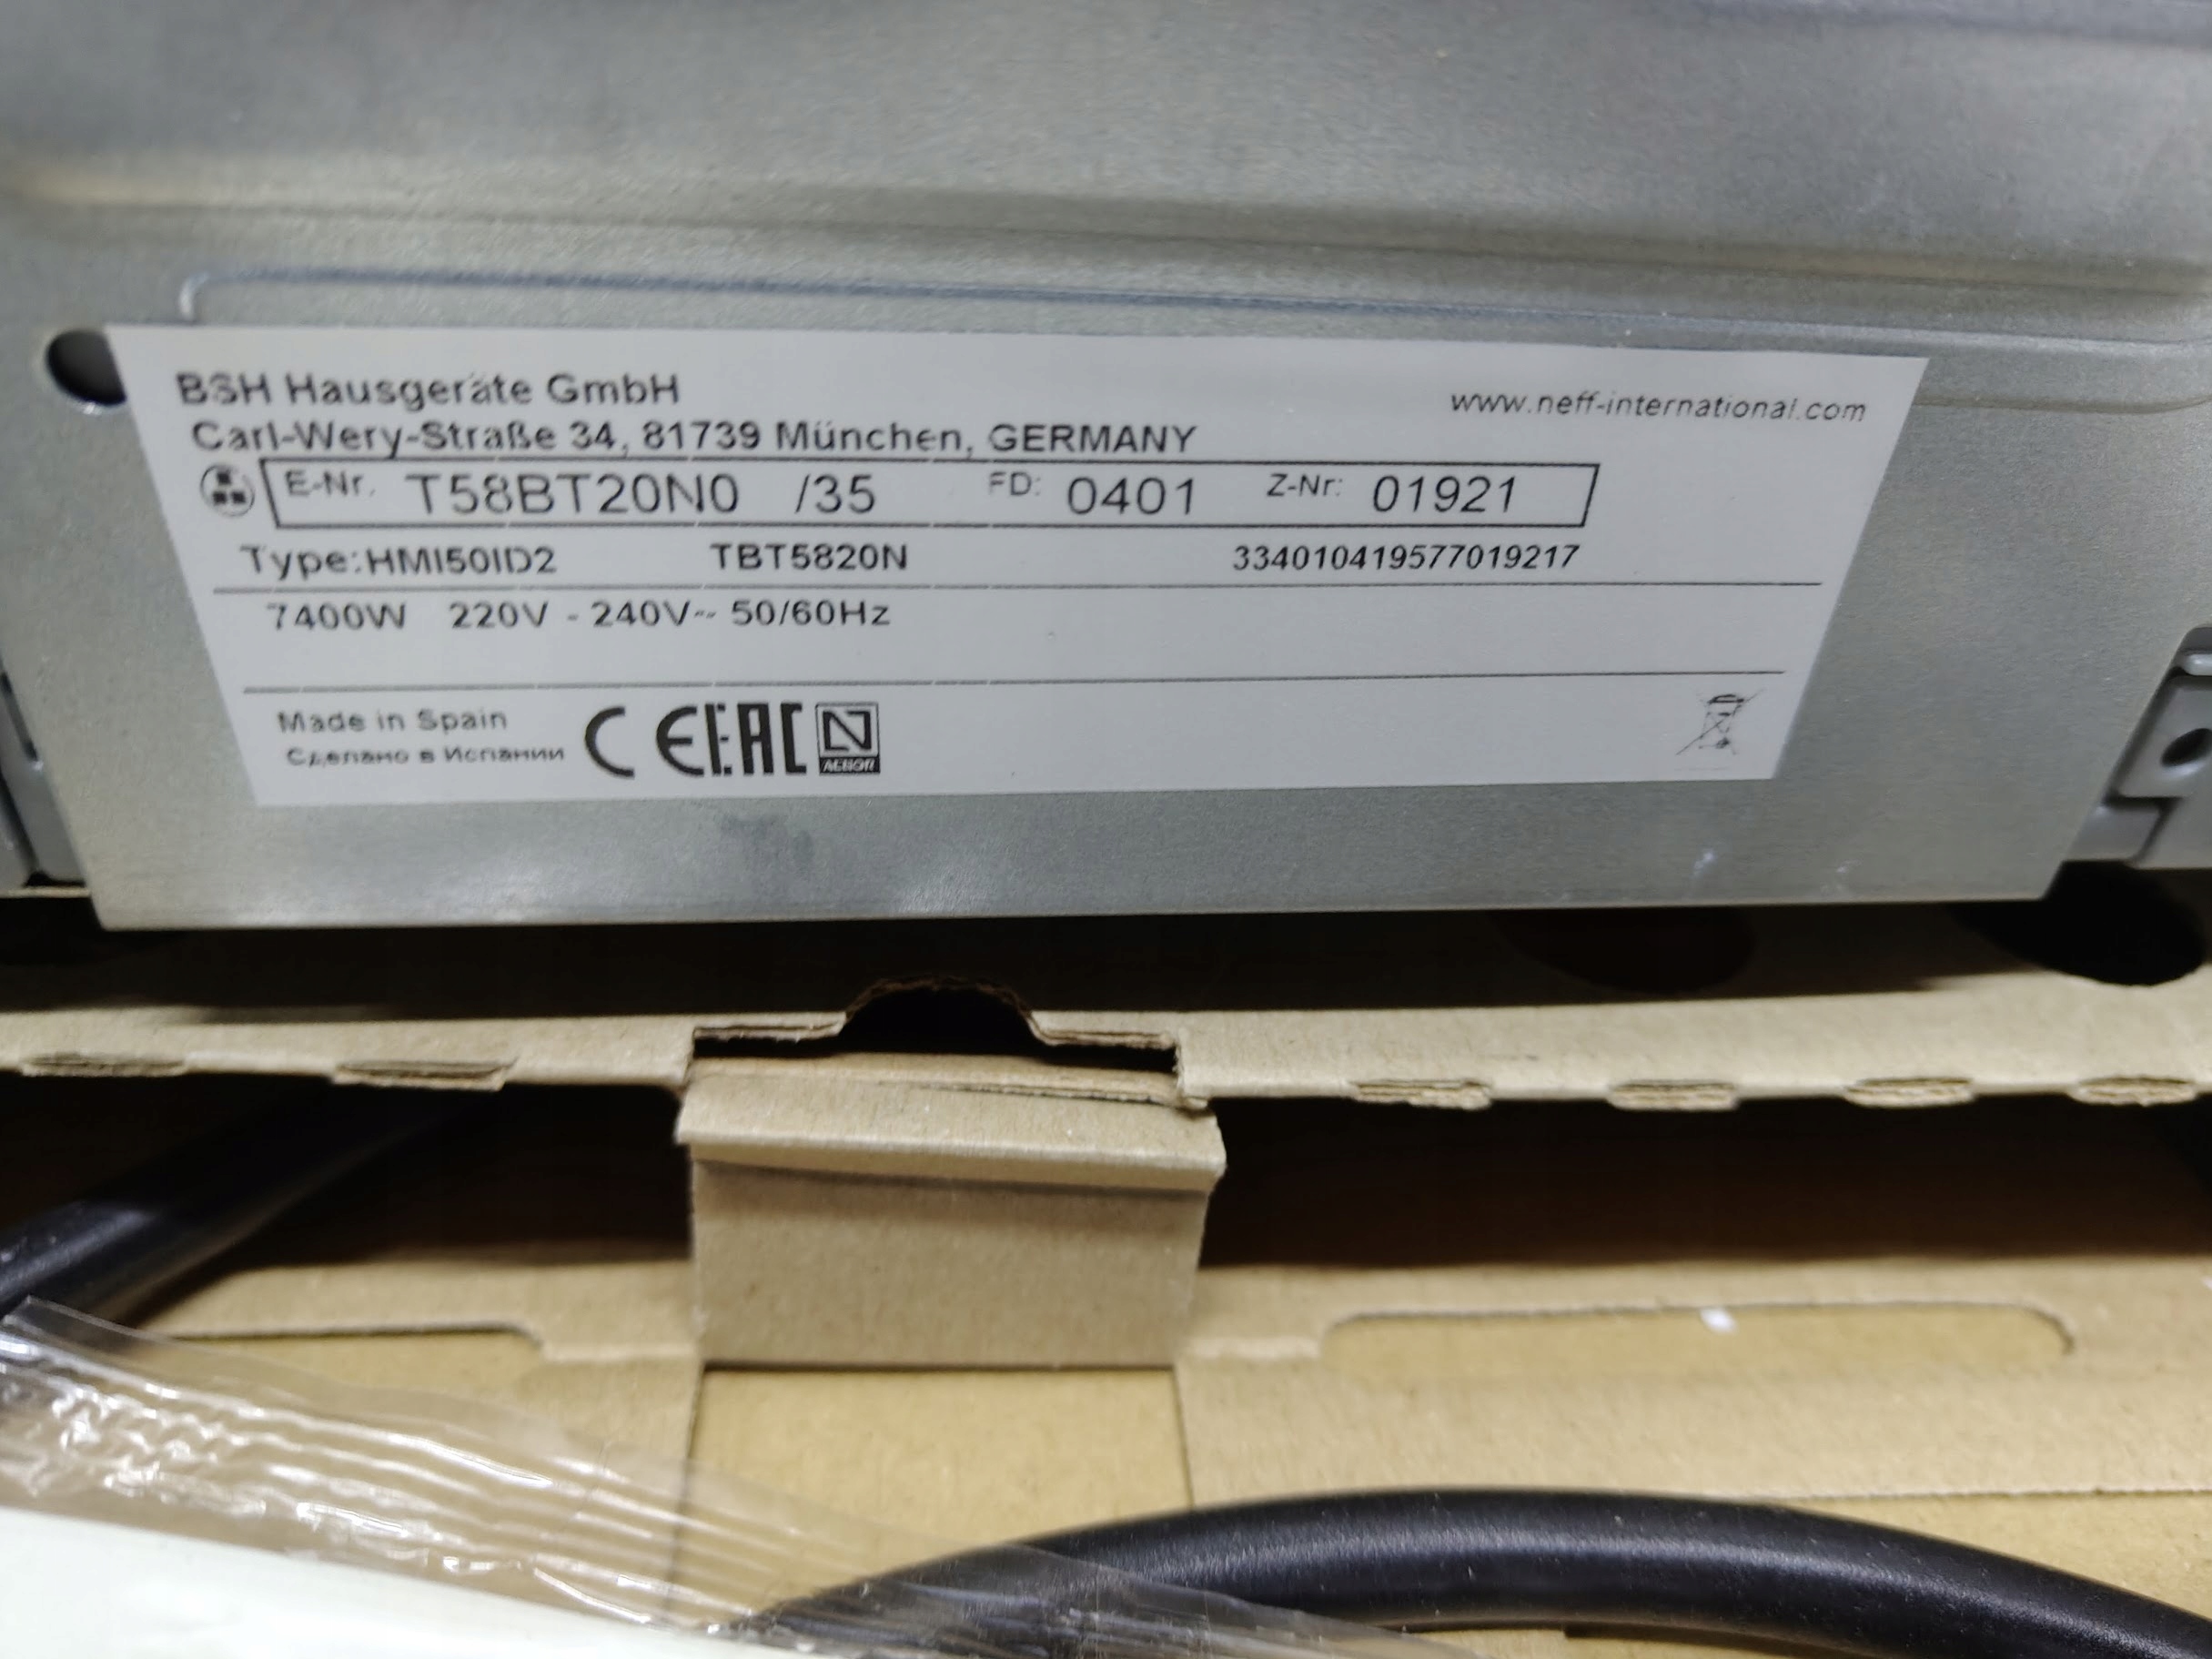 BSH Hausgeräte GmbH
www.neff-international.com
Carl-Wery-Straße 34, 81739 München, GERMANY
E-Nr. T58BT20N0 /35 FD: 0401 Z-Nr: 01921
Type:HMI50ID2 TBT5820N 334010419577019217
7400W 220V - 240V~ 50/60Hz
Made in Spain
Сделано в Испании
CE EAC N
AENOR